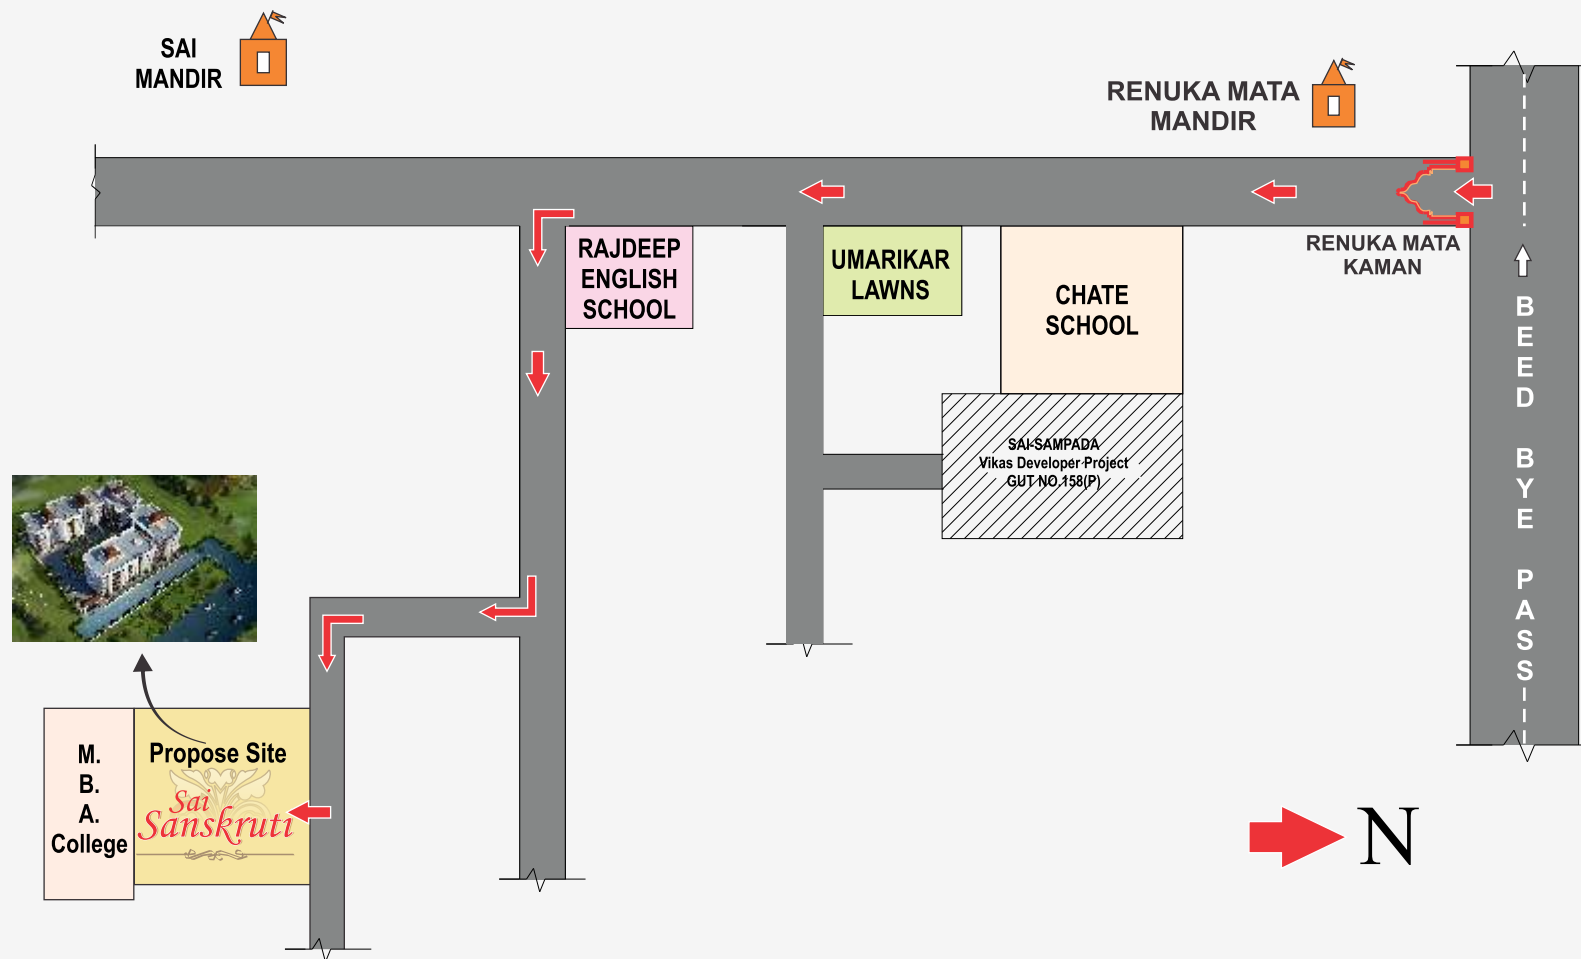 SAI
MANDIR
RENUKA MATA
MANDIR
RENUKA MATA
KAMAN
RAJDEEP
ENGLISH
SCHOOL
UMARIKAR
LAWNS
CHATE
SCHOOL
SAI-SAMPADA
Vikas Developer Project
GUT NO.158(P)
BEED BYE PASS
M.
B.
A.
College
Propose Site
Sai
Sanskruti
N